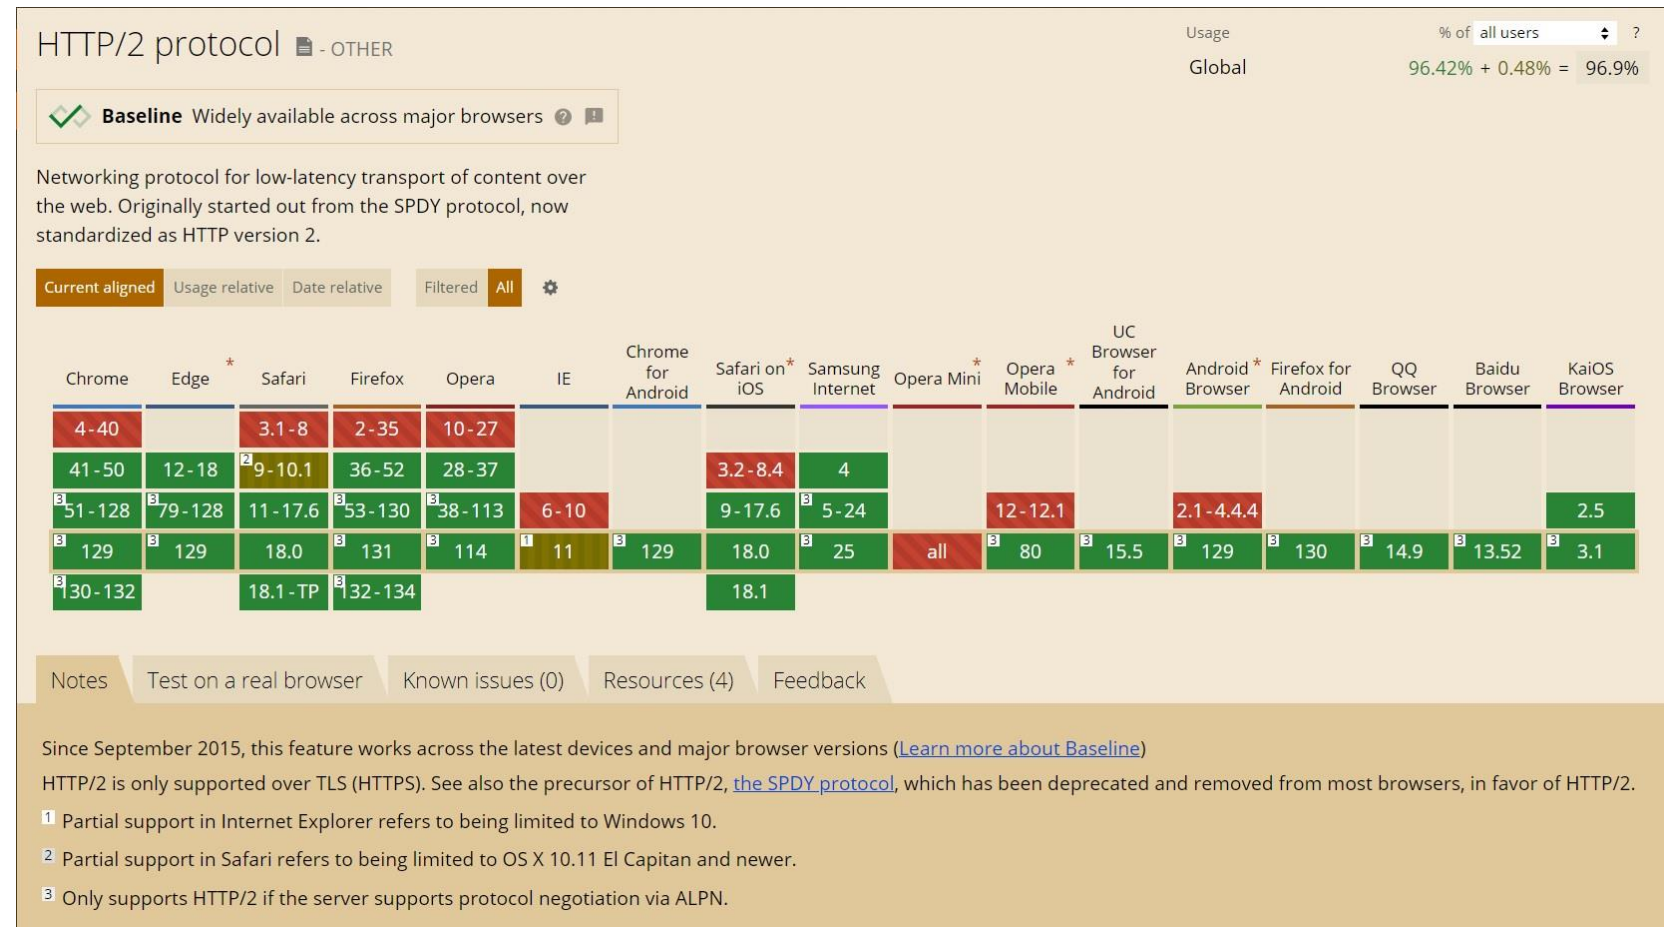 HTTP/2 protocol - OTHER
Usage % of all users ?
Global 96.42% + 0.48% = 96.9%
Baseline Widely available across major browsers ?
Networking protocol for low-latency transport of content over
the web. Originally started out from the SPDY protocol, now
standardized as HTTP version 2.
Current aligned Usage relative Date relative Filtered All
Chrome Edge * Safari Firefox Opera IE Chrome for Android Safari on iOS * Samsung Internet Opera Mini * Opera Mobile * UC Browser for Android Android Browser * Firefox for Android QQ Browser Baidu Browser KaiOS Browser
4-40 3.1-8 2-35 10-27
41-50 12-18 2 9-10.1 36-52 28-37 3.2-8.4 4
3 51-128 3 79-128 11-17.6 3 53-130 3 38-113 6-10 9-17.6 3 5-24 12-12.1 2.1-4.4.4 2.5
3 129 3 129 18.0 3 131 3 114 1 11 3 129 18.0 3 25 all 3 80 3 15.5 3 129 3 130 3 14.9 3 13.52 3 3.1
3 130-132 18.1-TP 3 132-134 18.1
Notes Test on a real browser Known issues (0) Resources (4) Feedback
Since September 2015, this feature works across the latest devices and major browser versions (Learn more about Baseline)
HTTP/2 is only supported over TLS (HTTPS). See also the precursor of HTTP/2, the SPDY protocol, which has been deprecated and removed from most browsers, in favor of HTTP/2.
1 Partial support in Internet Explorer refers to being limited to Windows 10.
2 Partial support in Safari refers to being limited to OS X 10.11 El Capitan and newer.
3 Only supports HTTP/2 if the server supports protocol negotiation via ALPN.